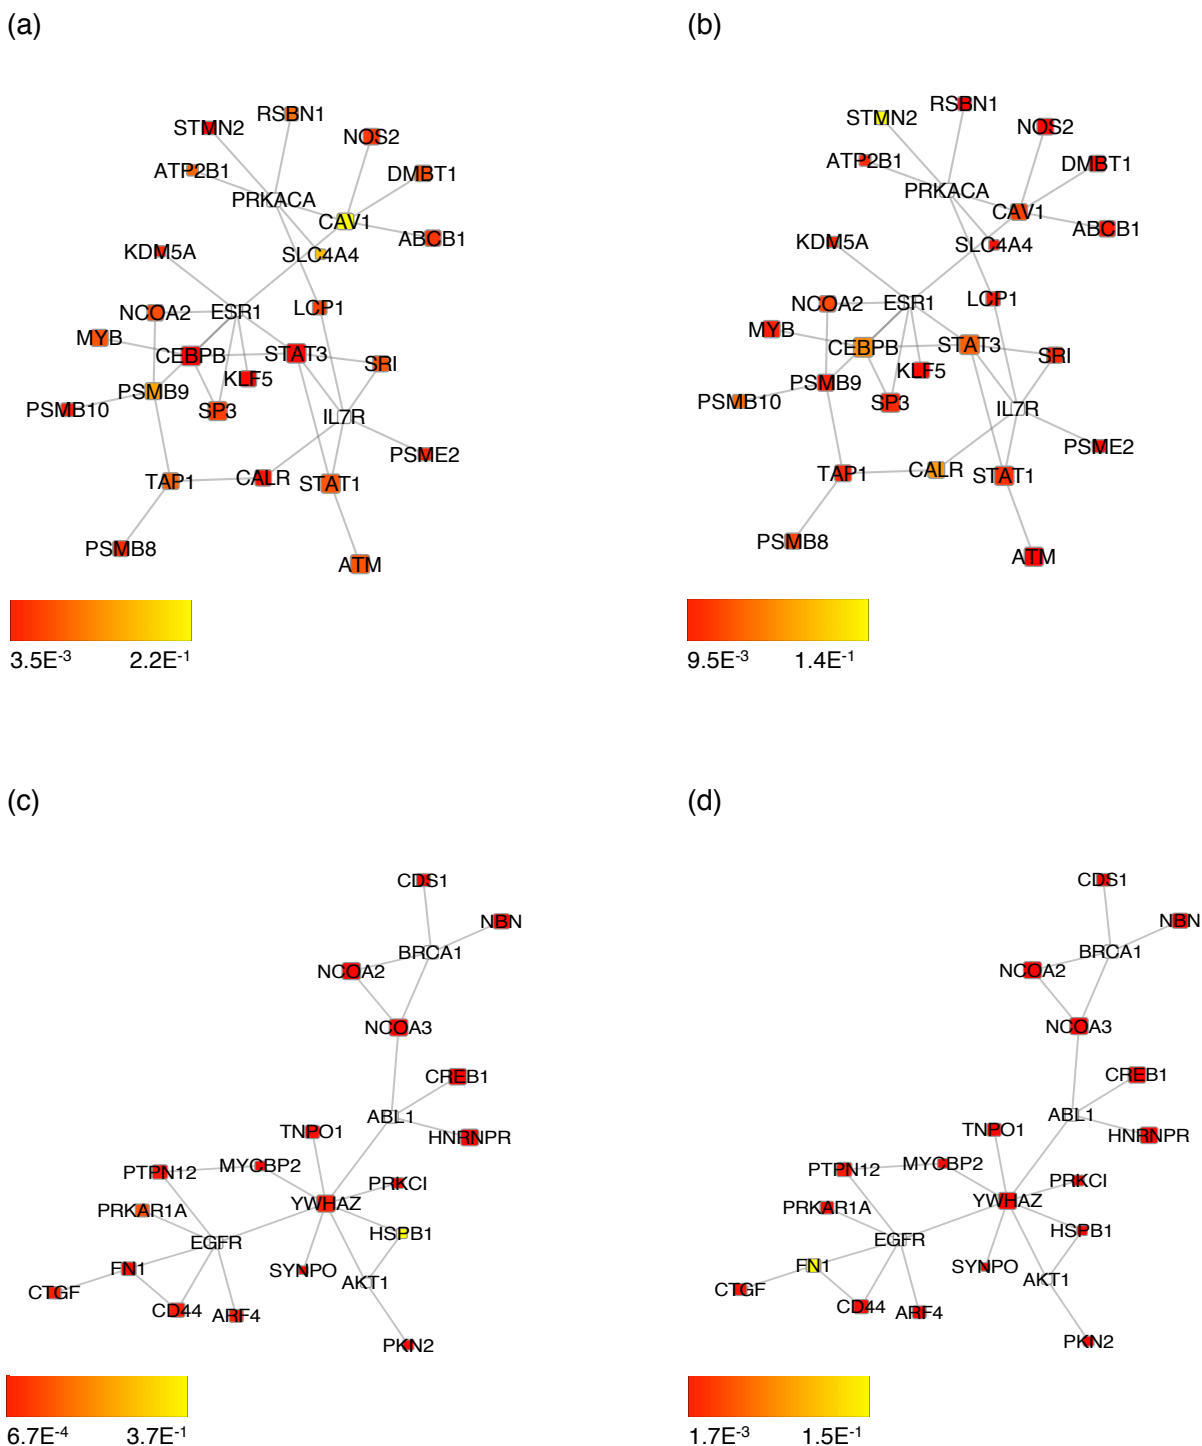 (a)
RSBN1
STMN2
NOS2
ATP2B1
DMBT1
PRKACA
CAV1
ABCB1
KDM5A
SLC4A4
NCOA2
ESR1
LCP1
MYB
CEBPB
STAT3
SRI
KLF5
PSMB9
PSMB10
SP3
IL7R
PSME2
TAP1
CALR
STAT1
PSMB8
ATM
3.5E-3
2.2E-1
(b)
RSBN1
STMN2
NOS2
ATP2B1
DMBT1
PRKACA
CAV1
ABCB1
KDM5A
SLC4A4
NCOA2
ESR1
LCP1
MYB
CEBPB
STAT3
SRI
KLF5
PSMB9
PSMB10
SP3
IL7R
PSME2
TAP1
CALR
STAT1
PSMB8
ATM
9.5E-3
1.4E-1
(c)
CDS1
NBN
BRCA1
NCOA2
NCOA3
CREB1
ABL1
TNPO1
HNRNPR
MYCBP2
PTPN12
PRKCI
YWHAZ
PRKAR1A
HSPB1
EGFR
FN1
SYNPO
AKT1
CTGF
CD44
ARF4
PKN2
6.7E-4
3.7E-1
(d)
CDS1
NBN
BRCA1
NCOA2
NCOA3
CREB1
ABL1
TNPO1
HNRNPR
MYCBP2
PTPN12
PRKCI
YWHAZ
PRKAR1A
HSPB1
EGFR
FN1
SYNPO
AKT1
CTGF
CD44
ARF4
PKN2
1.7E-3
1.5E-1